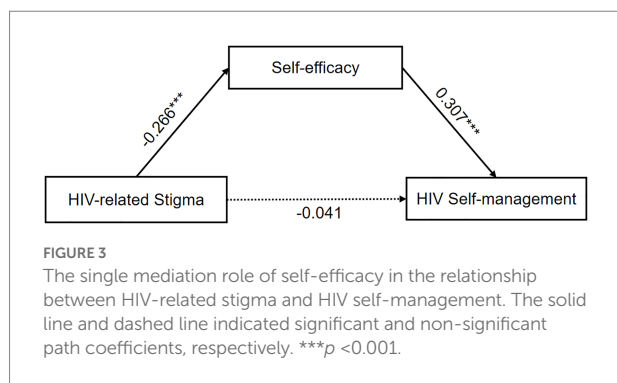 Self-efficacy
-0.266***
0.307***
HIV-related Stigma
HIV Self-management
-0.041
FIGURE 3
The single mediation role of self-efficacy in the relationship
between HIV-related stigma and HIV self-management. The solid
line and dashed line indicated significant and non-significant
path coefficients, respectively. ***p <0.001.